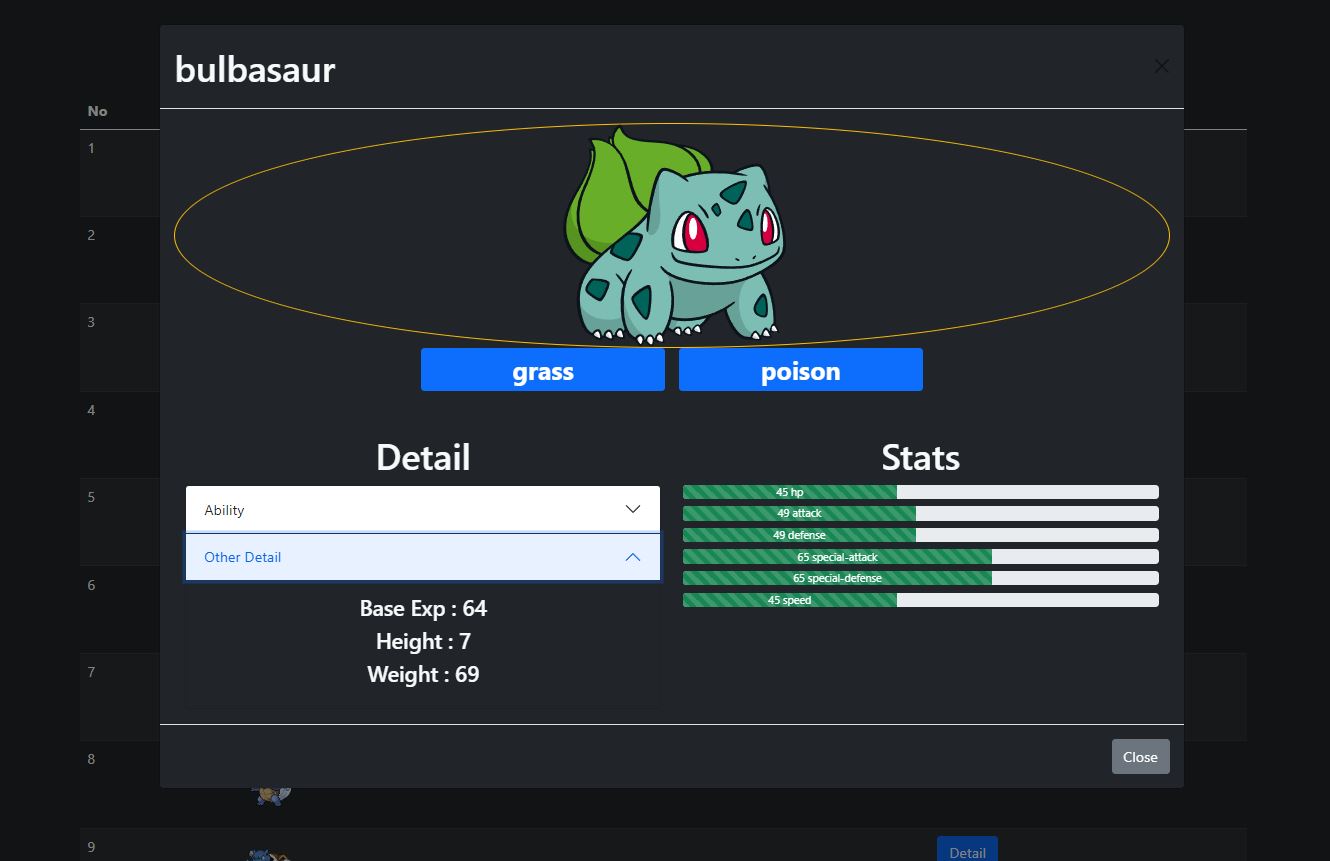 bulbasaur
No
1
2
3
4
5
6
7
8
9
grass poison
Detail
Ability
Other Detail
Base Exp : 64
Height : 7
Weight : 69
Stats
45 hp
49 attack
49 defense
65 special-attack
65 special-defense
45 speed
Close
Detail